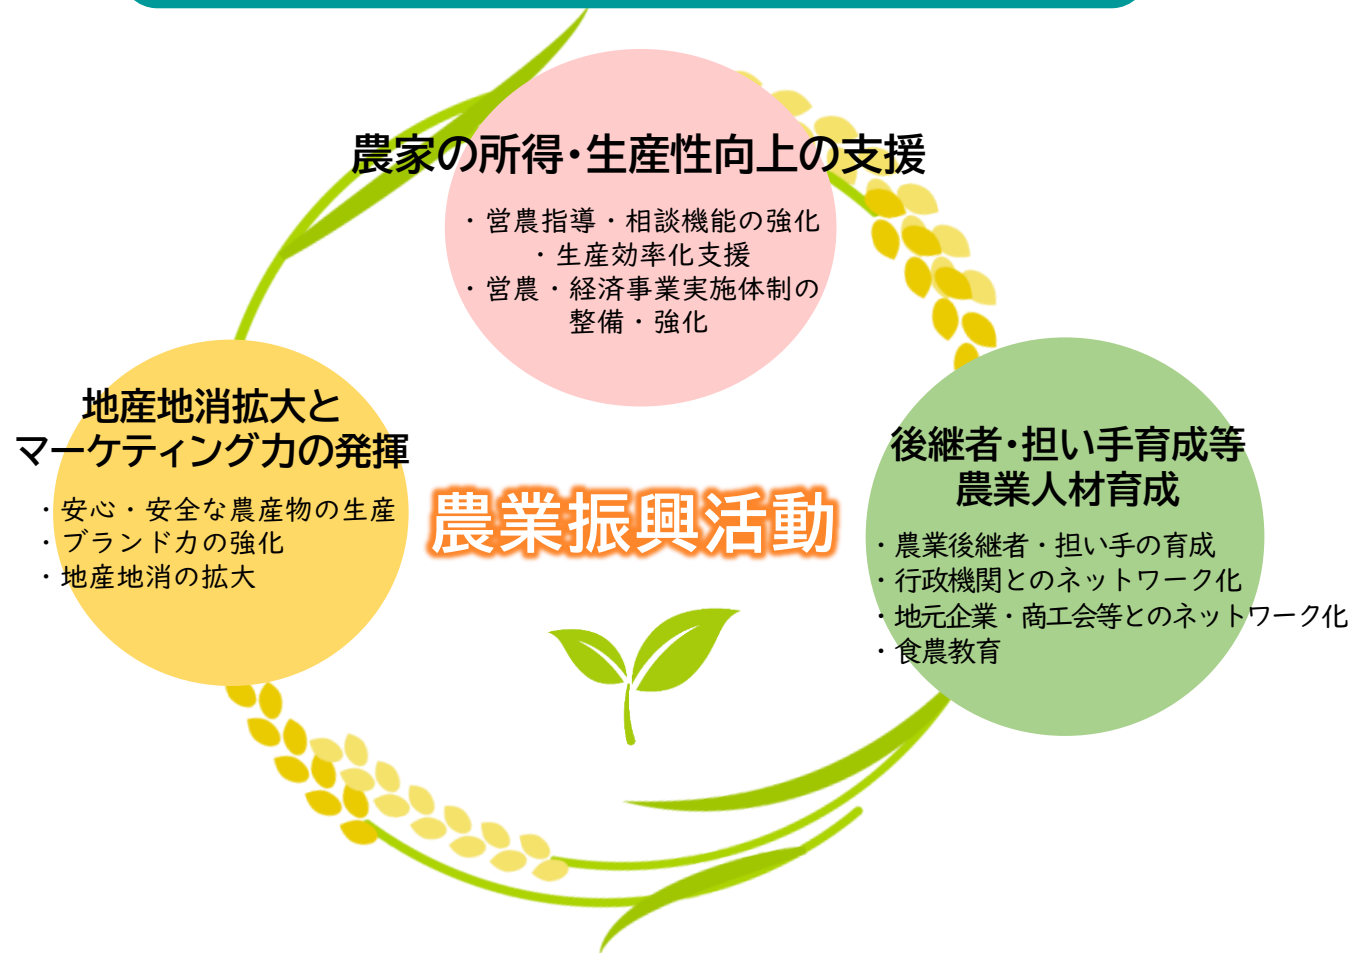 農家の所得・生産性向上の支援
・営農指導・相談機能の強化
・生産効率化支援
・営農・経済事業実施体制の
整備・強化
地産地消拡大と
マーケティング力の発揮
・安心・安全な農産物の生産
・ブランド力の強化
・地産地消の拡大
農業振興活動
後継者・担い手育成等
農業人材育成
・農業後継者・担い手の育成
・行政機関とのネットワーク化
・地元企業・商工会等とのネットワーク化
・食農教育